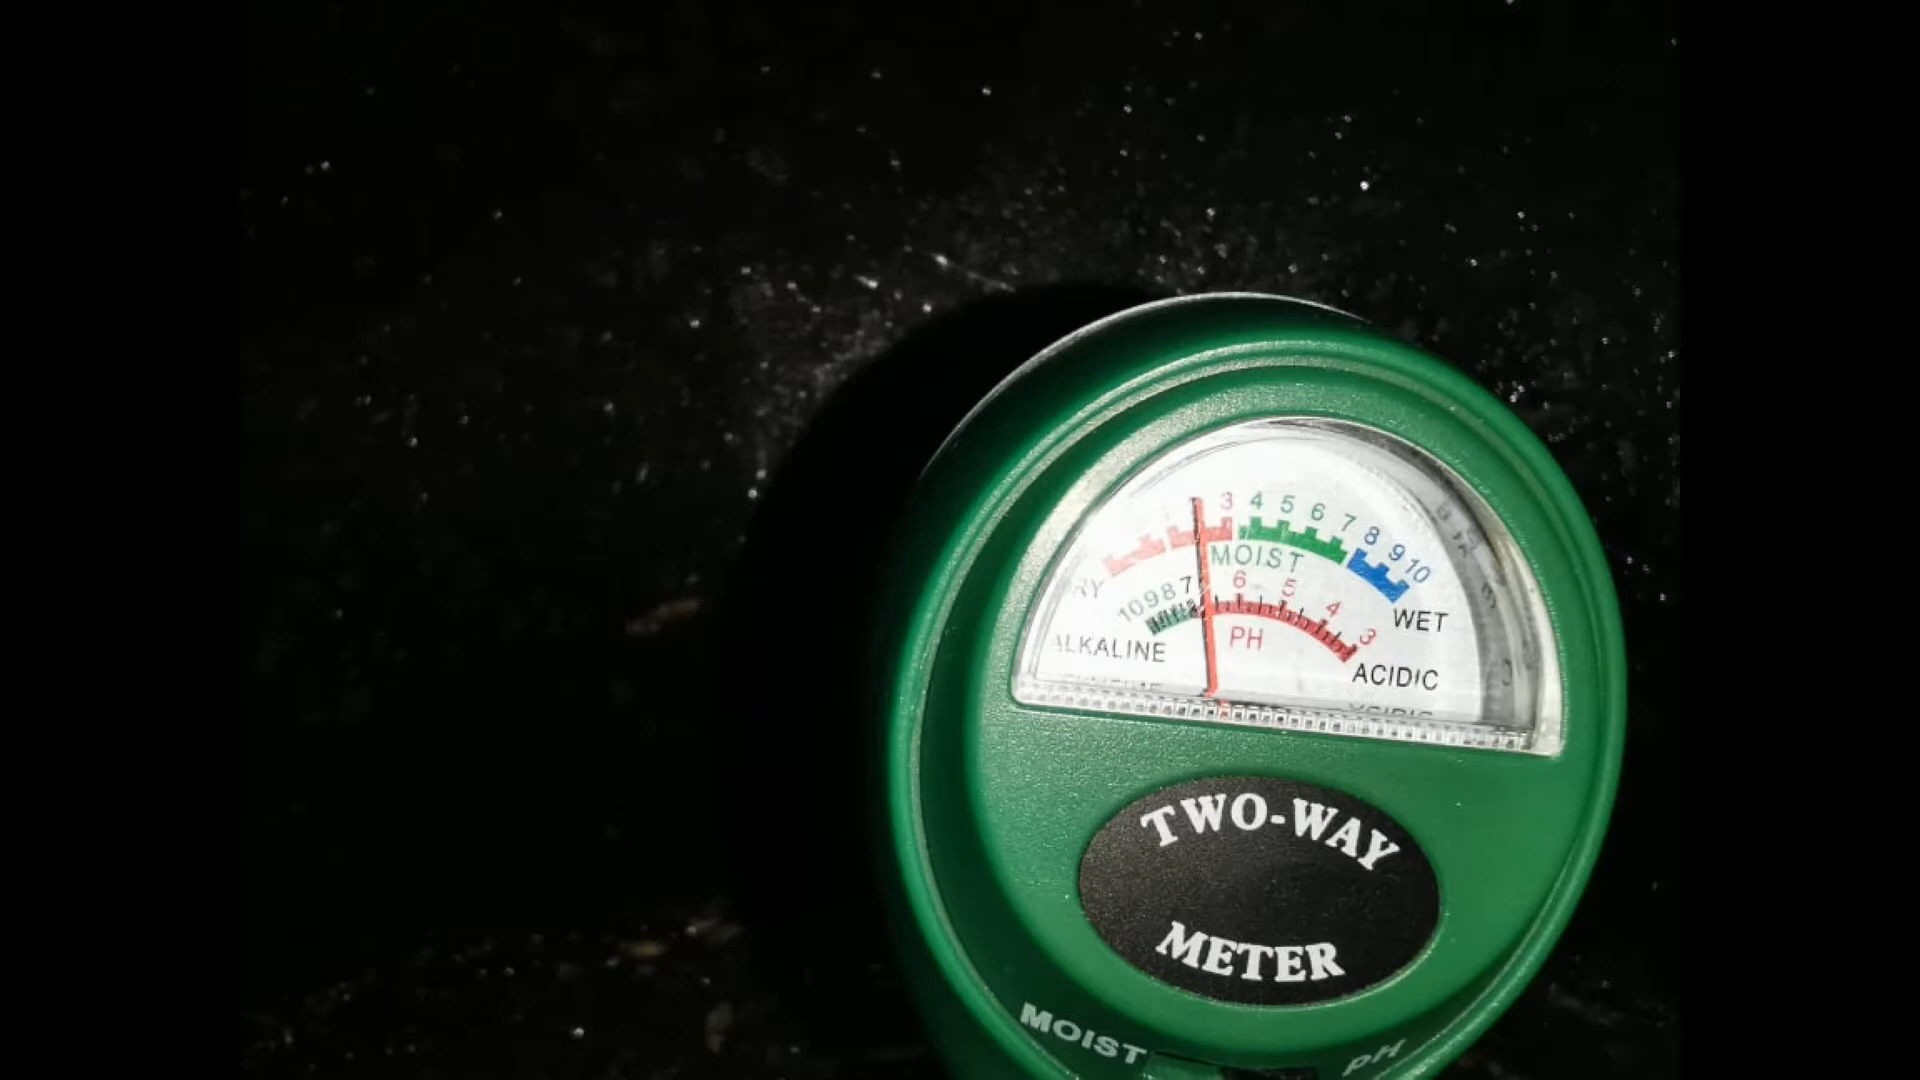 3 4 5 6 7 8 9 10
MOIST
RY
WET
10 9 8 7 6 5 4 3
PH
ALKALINE
ACIDIC
TWO-WAY
METER
MOIST
pH